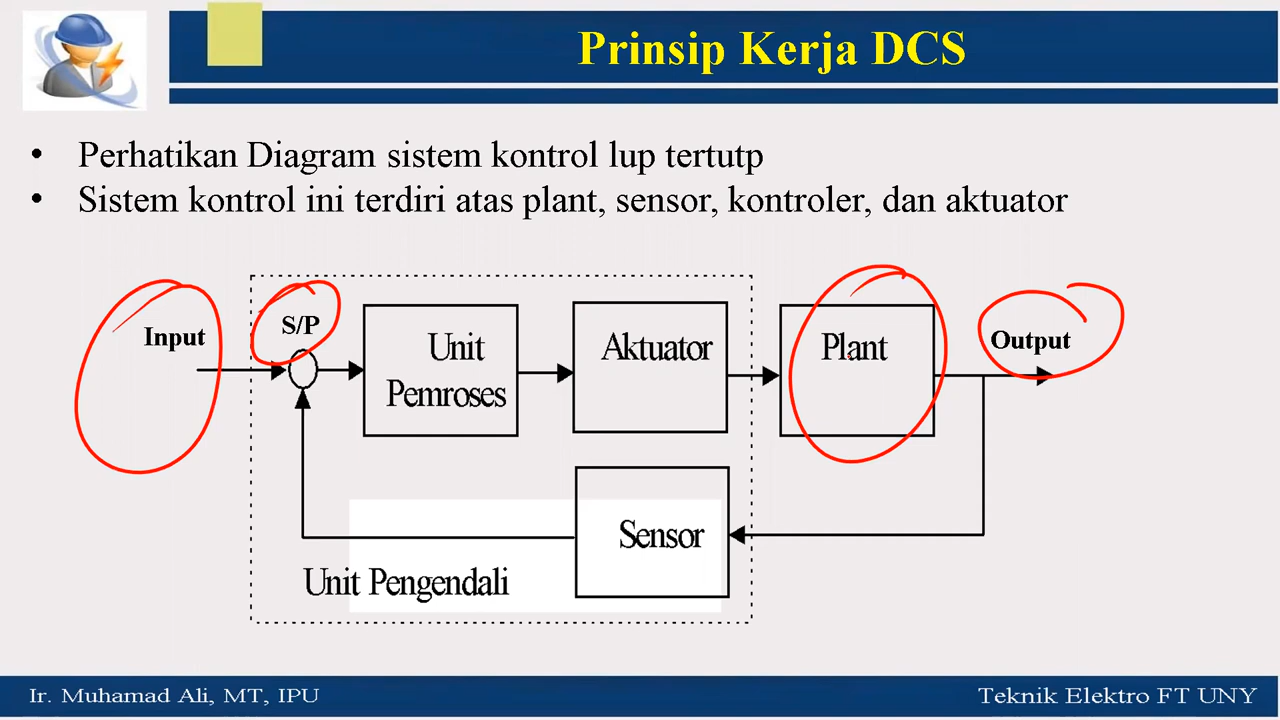 Prinsip Kerja DCS
• Perhatikan Diagram sistem kontrol lup tertutp
• Sistem kontrol ini terdiri atas plant, sensor, kontroler, dan aktuator
Input
S/P
Unit
Pemroses
Aktuator
Plant
Output
Sensor
Unit Pengendali
Ir. Muhamad Ali, MT, IPU
Teknik Elektro FT UNY